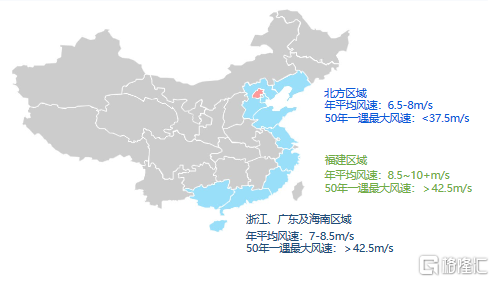 北方区域
年平均风速：6.5-8m/s
50年一遇最大风速：<37.5m/s
福建区域
年平均风速：8.5~10+m/s
50年一遇最大风速：＞42.5m/s
浙江、广东及海南区域
年平均风速：7-8.5m/s
50年一遇最大风速：＞42.5m/s
格隆汇